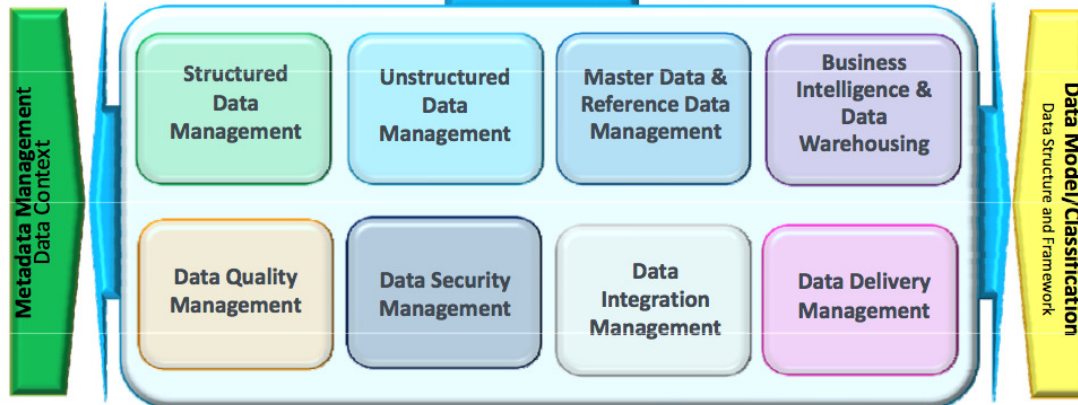 Metadata Management
Data Context
Structured
Data
Management
Unstructured
Data
Management
Master Data &
Reference Data
Management
Business
Intelligence &
Data
Warehousing
Data Quality
Management
Data Security
Management
Data
Integration
Management
Data Delivery
Management
Data Model/Classification
Data Structure and Framework